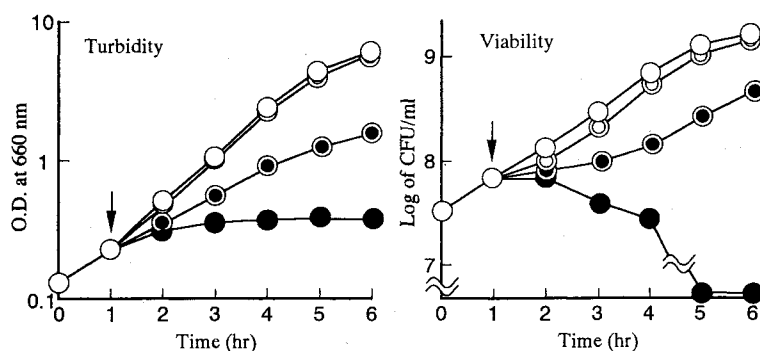 Turbidity
O.D. at 660 nm
10
1
0.1
0 1 2 3 4 5 6
Time (hr)
Viability
Log of CFU/ml
9
8
7
0 1 2 3 4 5 6
Time (hr)